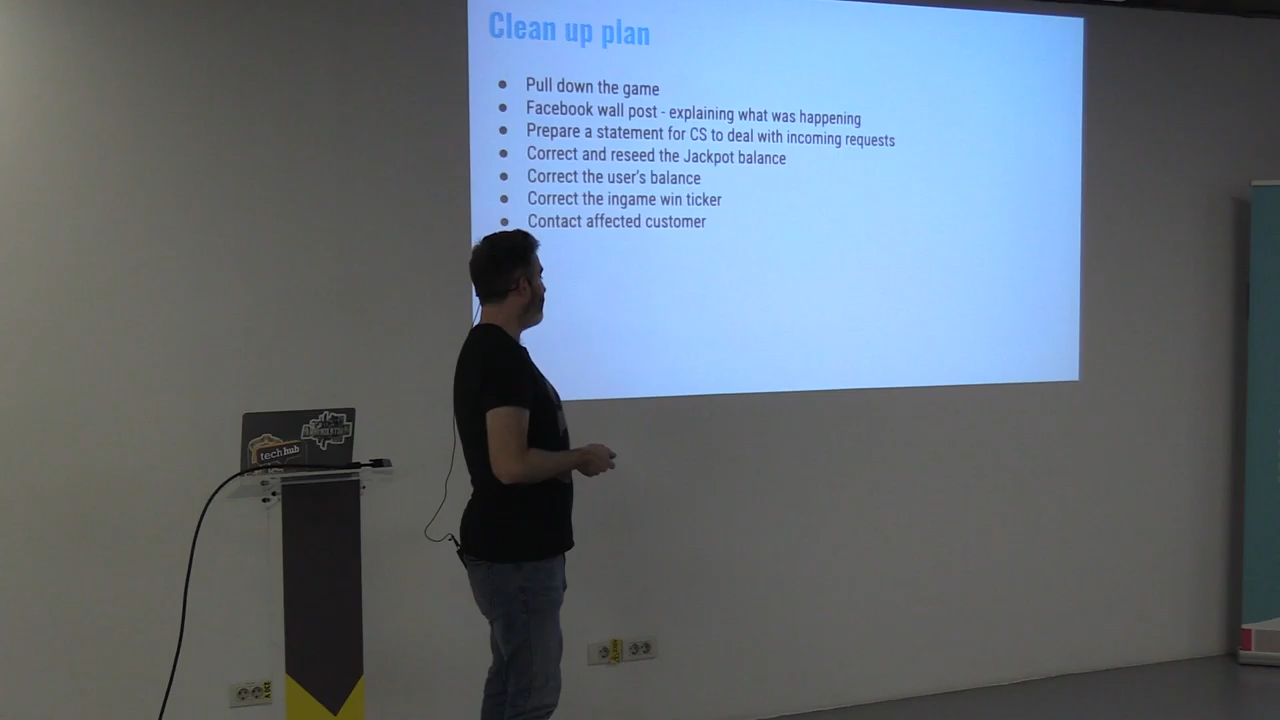 Clean up plan
Pull down the game
Facebook wall post - explaining what was happening
Prepare a statement for CS to deal with incoming requests
Correct and reseed the Jackpot balance
Correct the user's balance
Correct the ingame win ticker
Contact affected customer
techhub